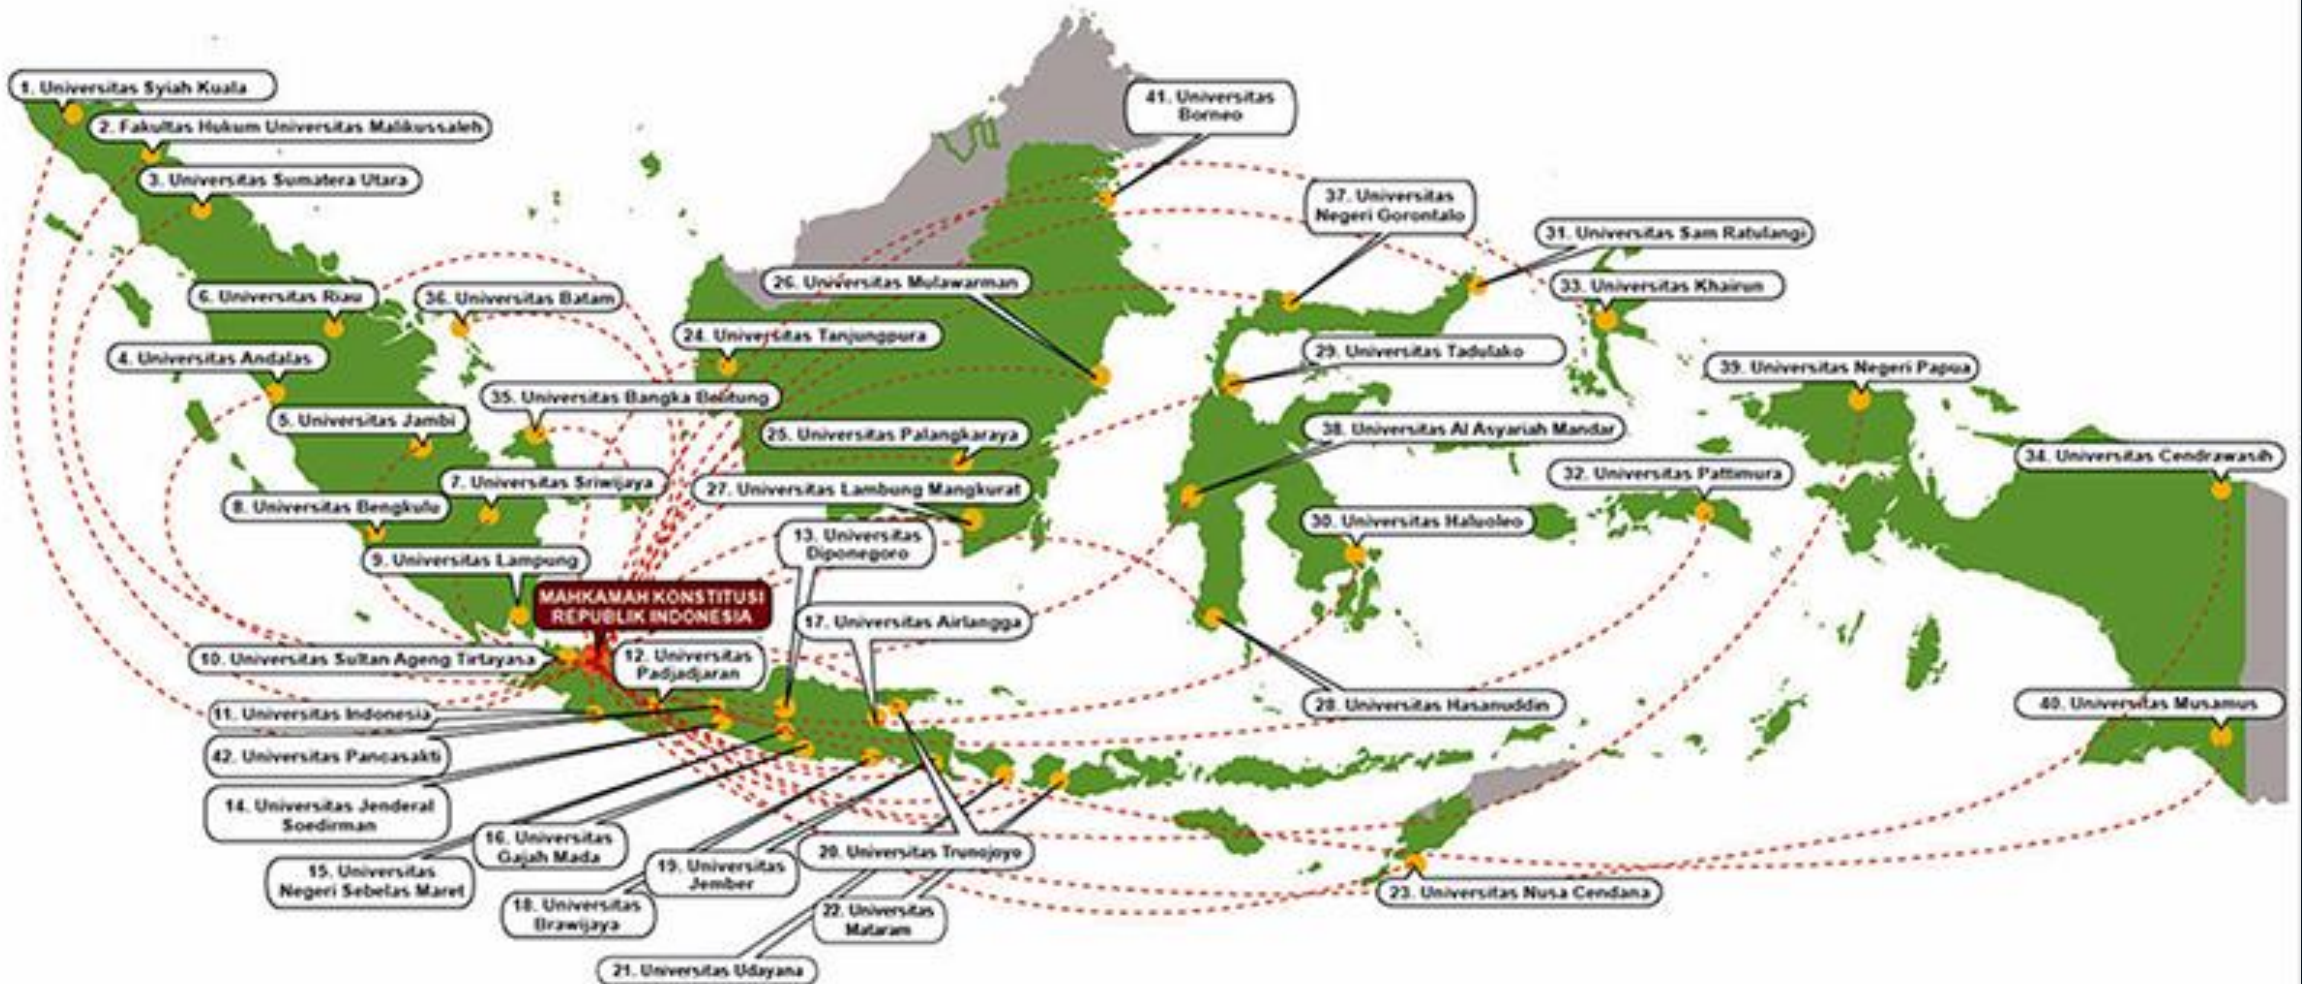 1. Universitas Syiah Kuala
2. Fakultas Hukum Universitas Malikussaleh
3. Universitas Sumatera Utara
41. Universitas
Borneo
37. Universitas
Negeri Gorontalo
31. Universitas Sam Ratulangi
6. Universitas Riau
36. Universitas Batam
26. Universitas Mulawarman
33. Universitas Khairun
24. Universitas Tanjungpura
4. Universitas Andalas
29. Universitas Tadulako
39. Universitas Negeri Papua
35. Universitas Bangka Belitung
5. Universitas Jambi
25. Universitas Palangkaraya
38. Universitas Al Asyariah Mandar
34. Universitas Cendrawasih
7. Universitas Sriwijaya
32. Universitas Pattimura
27. Universitas Lambung Mangkurat
8. Universitas Bengkulu
30. Universitas Haluoleo
13. Universitas
Diponegoro
9. Universitas Lampung
MAHKAMAH KONSTITUSI
REPUBLIK INDONESIA
17. Universitas Airlangga
10. Universitas Sultan Ageng Tirtayasa
12. Universitas
Padjadjaran
11. Universitas Indonesia
28. Universitas Hasanuddin
40. Universitas Musamus
42. Universitas Pancasakti
14. Universitas Jenderal
Soedirman
16. Universitas
Gajah Mada
15. Universitas
Negeri Sebelas Maret
19. Universitas
Jember
20. Universitas Trunojoyo
23. Universitas Nusa Cendana
18. Universitas
Brawijaya
22. Universitas
Mataram
21. Universitas Udayana